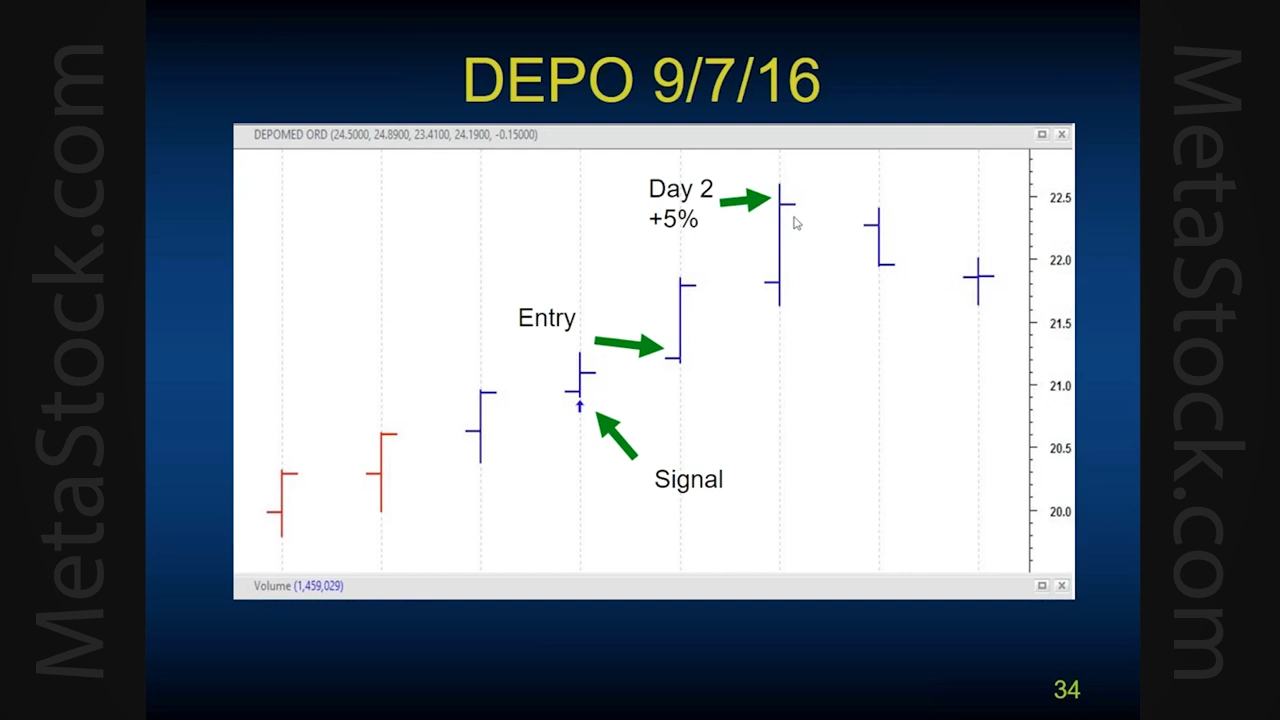 MetaStock.com
DEPO 9/7/16
DEPOMED ORD (24.5000, 24.8900, 23.4100, 24.1900, -0.15000)
Day 2
+5%
Entry
Signal
22.5
22.0
21.5
21.0
20.5
20.0
Volume (1,459,029)
34
MetaStock.com